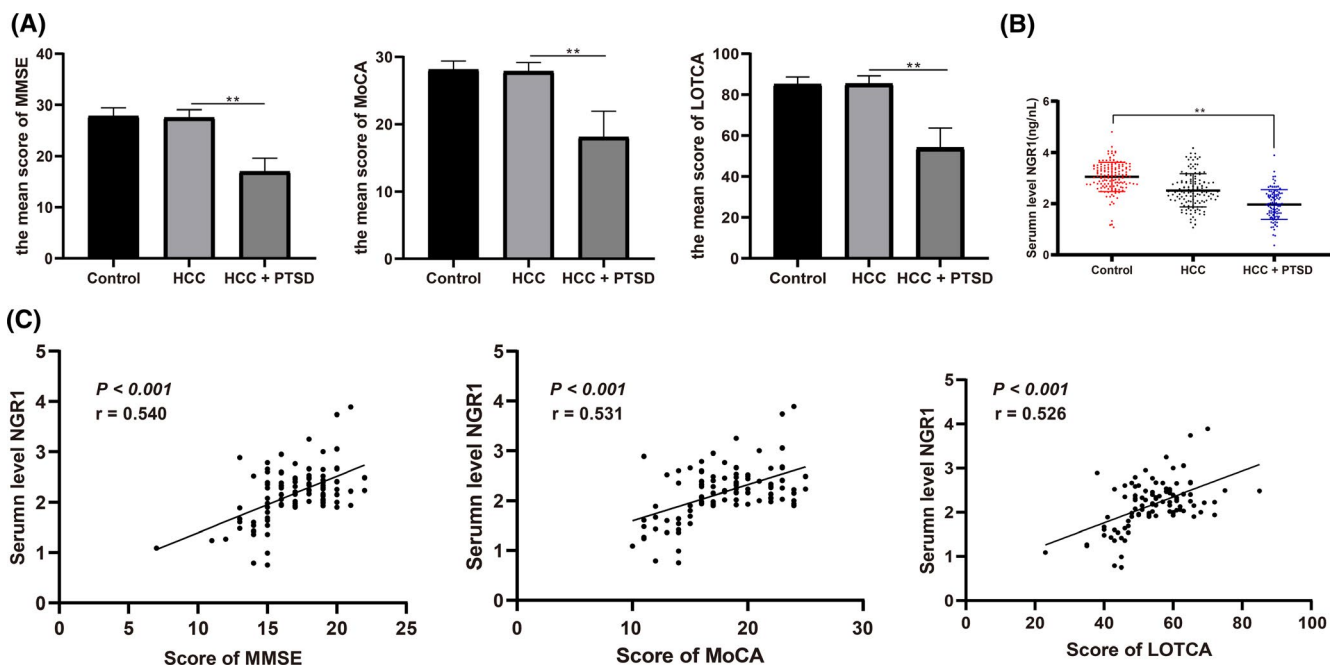 (A)
the mean score of MMSE
40
30
20
10
0
Control HCC HCC + PTSD
**
the mean score of MoCA
30
20
10
0
Control HCC HCC + PTSD
**
the mean score of LOTCA
100
80
60
40
20
0
Control HCC HCC + PTSD
**
(B)
Serumn level NGR1(ng/nL)
6
4
2
0
Control HCC HCC + PTSD
**
(C)
Serumn level NGR1
5
4
3
2
1
0
P < 0.001
r = 0.540
0 5 10 15 20 25
Score of MMSE
Serumn level NGR1
5
4
3
2
1
0
P < 0.001
r = 0.531
0 10 20 30
Score of MoCA
Serumn level NGR1
5
4
3
2
1
0
P < 0.001
r = 0.526
0 20 40 60 80 100
Score of LOTCA